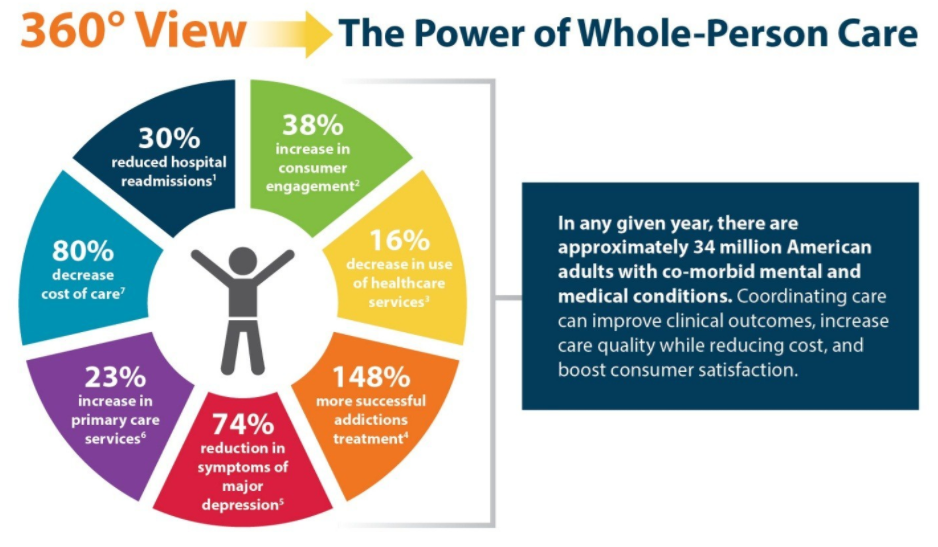 360° View The Power of Whole-Person Care
30%
reduced hospital
readmissions¹
38%
increase in
consumer
engagement²
16%
decrease in use
of healthcare
services³
148%
more successful
addictions
treatment⁴
74%
reduction in
symptoms of
major
depression⁵
23%
increase in
primary care
services⁶
80%
decrease
cost of care⁷
In any given year, there are
approximately 34 million American
adults with co-morbid mental and
medical conditions. Coordinating care
can improve clinical outcomes, increase
care quality while reducing cost, and
boost consumer satisfaction.